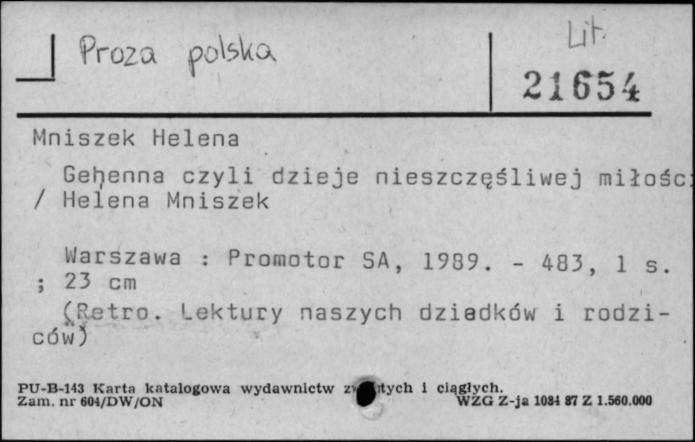 Proza polska
Lit.
21654
Mniszek Helena
Gehenna czyli dzieje nieszczęśliwej miłości
/ Helena Mniszek
Warszawa : Promotor SA, 1989. - 483, 1 s.
; 23 cm
(Retro. Lektury naszych dziadków i rodzi-
ców)
PU-B-143 Karta katalogowa wydawnictw i ciągłych.
Zam. nr 604/DW/ON WZG Z-ja 1084 87 Z 1.560.000